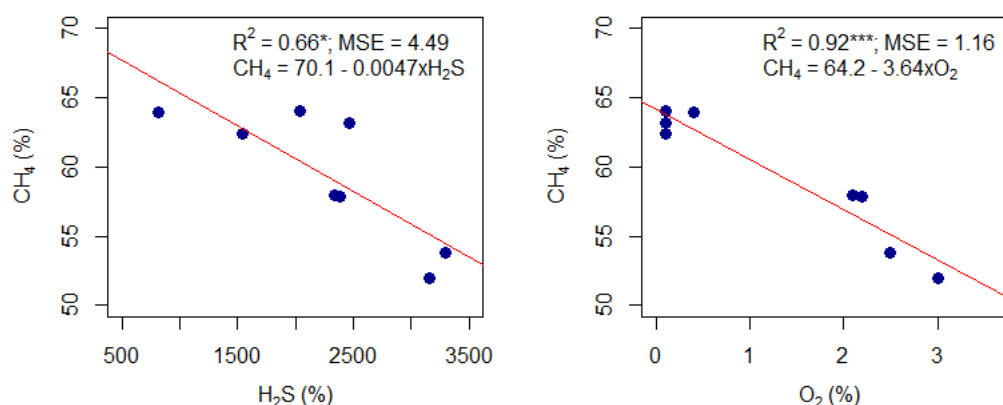 R² = 0.66*; MSE = 4.49
CH₄ = 70.1 - 0.0047xH₂S
70
65
60
55
50
CH₄ (%)
500
1500
2500
3500
H₂S (%)
R² = 0.92***; MSE = 1.16
CH₄ = 64.2 - 3.64xO₂
70
65
60
55
50
CH₄ (%)
0
1
2
3
O₂ (%)